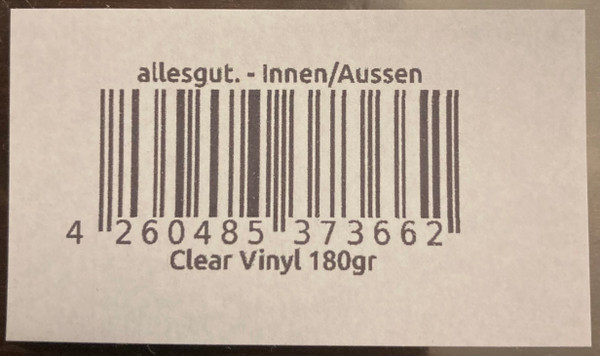 allesgut. - Innen/Aussen
4 260485 373662
Clear Vinyl 180gr